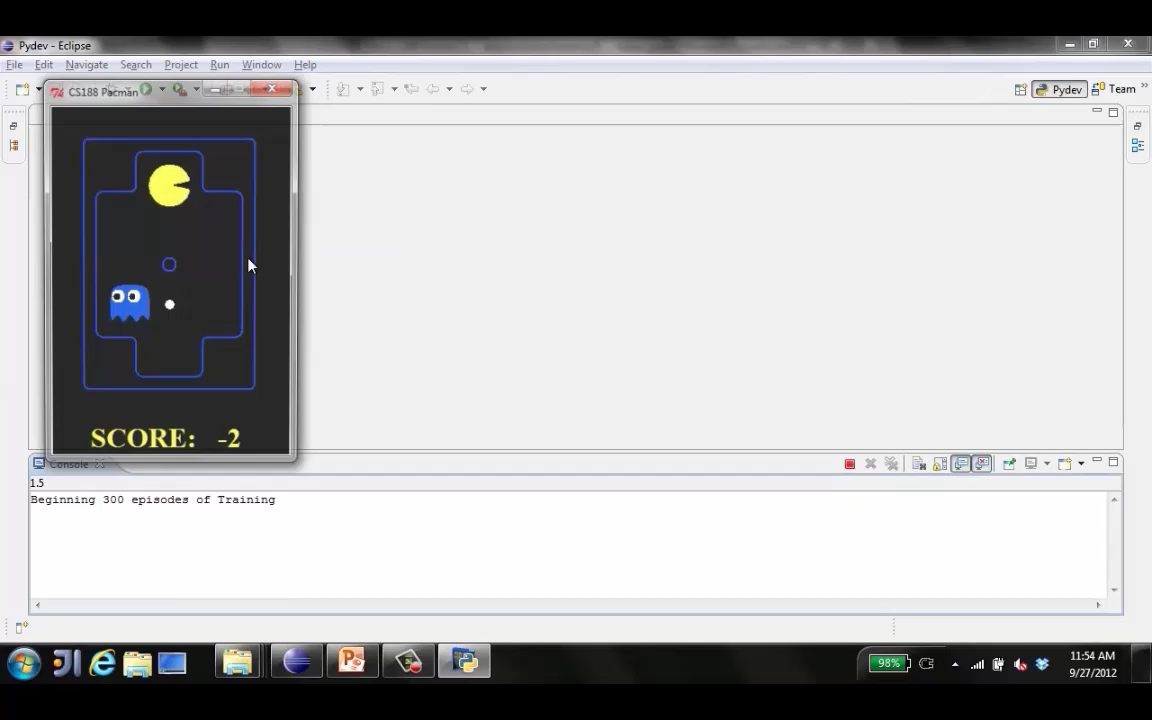 Pydev - Eclipse
File Edit Navigate Search Project Run Window Help
CS188 Pacman
Pydev
Team
SCORE: -2
Console
1.5
Beginning 300 episodes of Training
98%
11:54 AM
9/27/2012